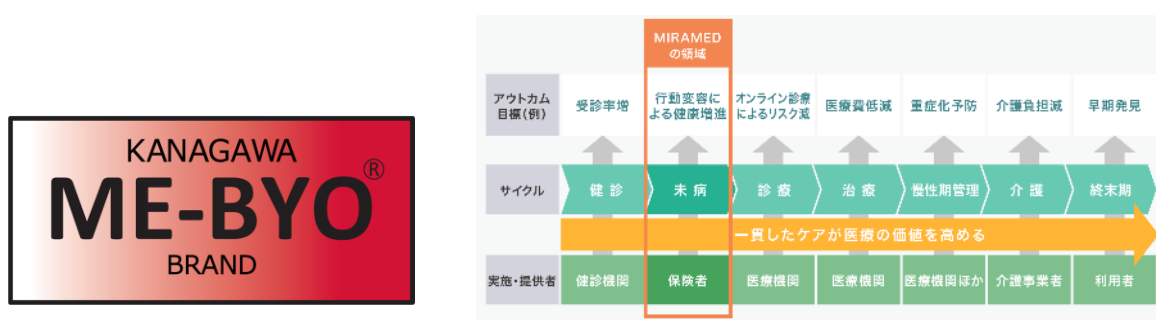 KANAGAWA
ME-BYO®
BRAND
MIRAMED
の領域
アウトカム
目標(例)
受診率増
行動変容に
よる健康増進
オンライン診療
によるリスク減
医療費低減
重症化予防
介護負担減
早期発見
サイクル
健診
未病
診療
治療
慢性期管理
介護
終末期
一貫したケアが医療の価値を高める
実施・提供者
健診機関
保険者
医療機関
医療機関
医療機関ほか
介護事業者
利用者